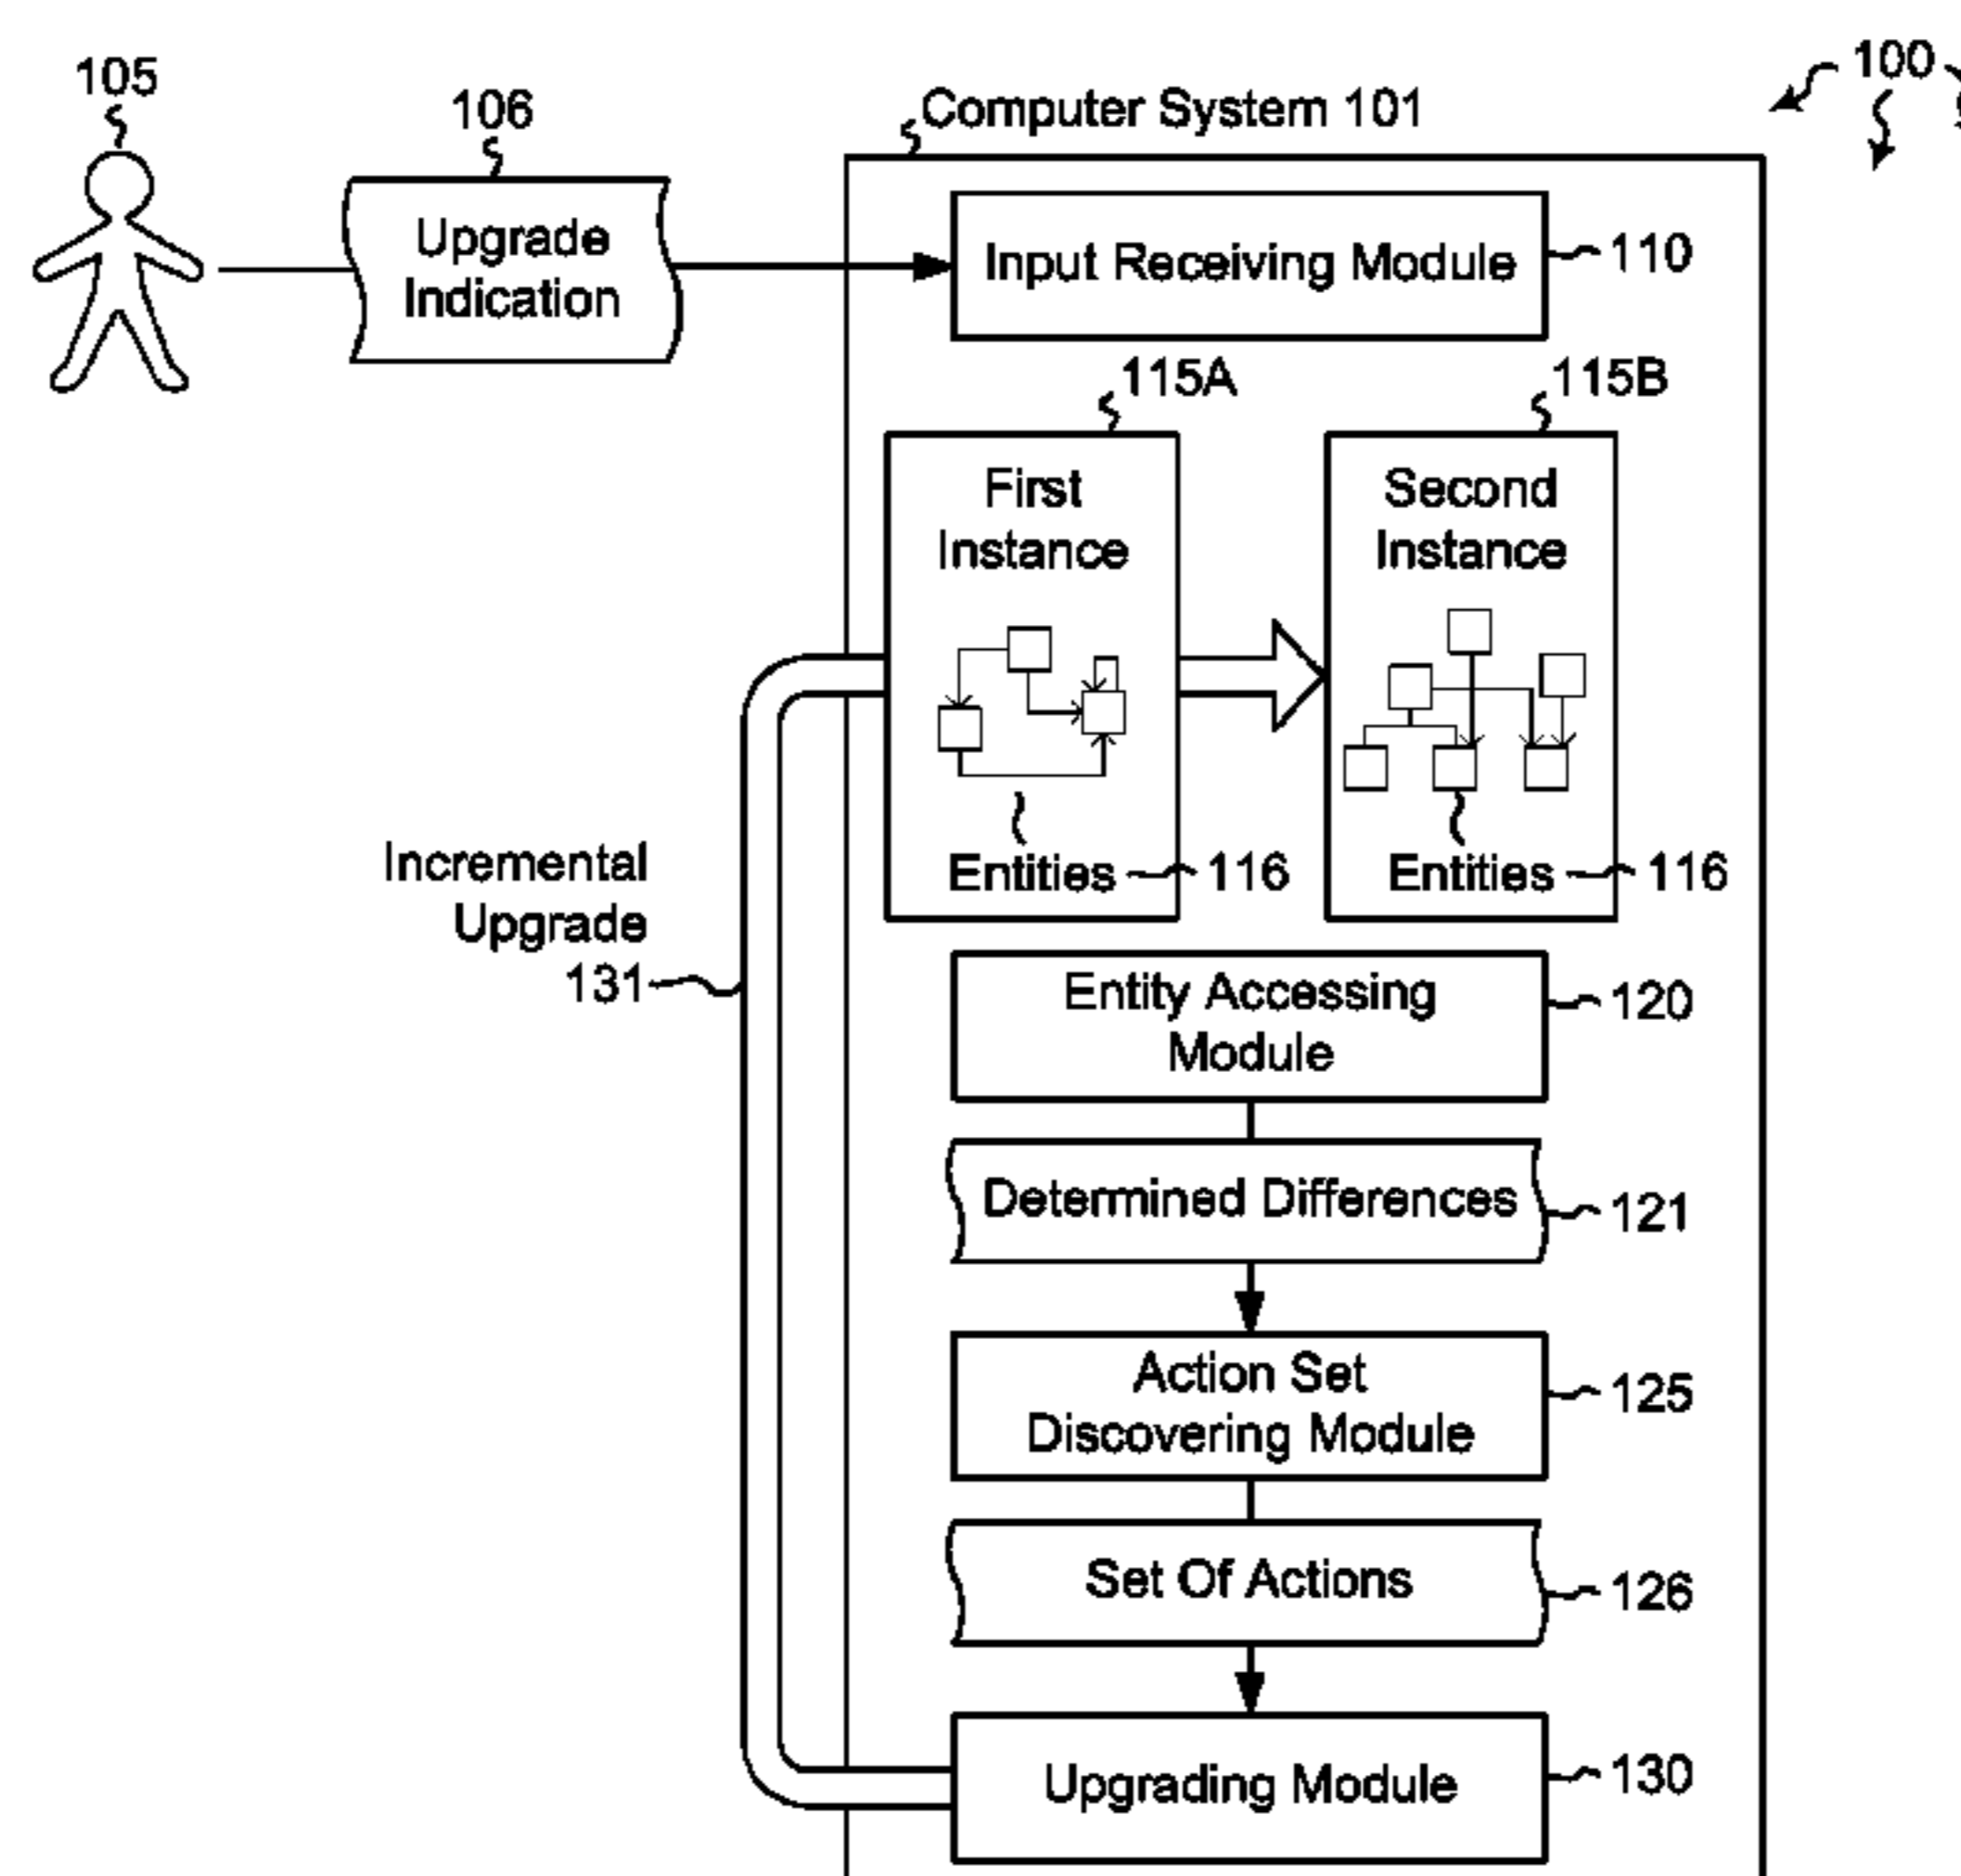 100
105
106
Computer System 101
Upgrade
Indication
Input Receiving Module
110
115A
115B
First
Instance
Second
Instance
Entities
116
Entities
116
Incremental
Upgrade
131
Entity Accessing
Module
120
Determined Differences
121
Action Set
Discovering Module
125
Set Of Actions
126
Upgrading Module
130